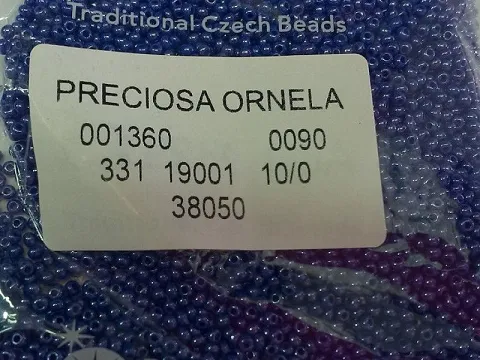 Traditional Czech Beads
PRECIOSA ORNELA
001360 0090
331 19001 10/0
38050